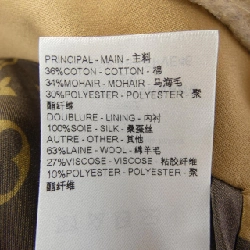 PRINCIPAL - MAIN - 主料
36%COTON - COTTON - 棉
34%MOHAIR - MOHAIR - 马海毛
30%POLYESTER - POLYESTER - 聚
酯纤维
DOUBLURE - LINING - 内衬
100%SOIE - SILK - 桑蚕丝
AUTRE - OTHER - 其它
63%LAINE - WOOL - 绵羊毛
27%VISCOSE - VISCOSE - 粘胶纤维
10%POLYESTER - POLYESTER - 聚
酯纤维